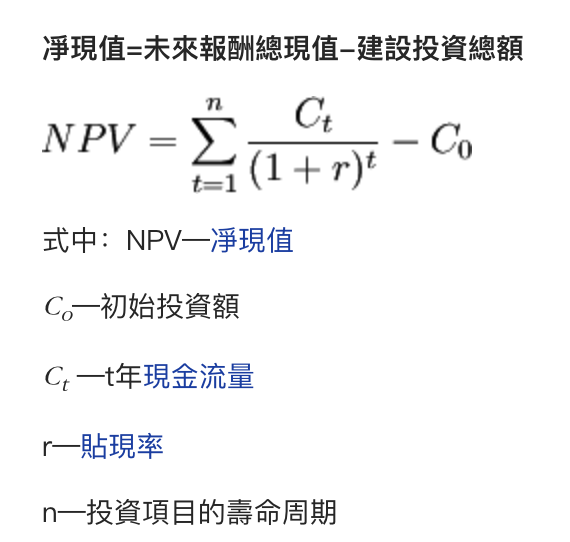 淨現值=未來報酬總現值–建設投資總額
NPV = \sum_{t=1}^{n} \frac{C_t}{(1+r)^t} - C_0
式中：NPV—淨現值
C_o—初始投資額
C_t —t年現金流量
r—貼現率
n—投資項目的壽命周期